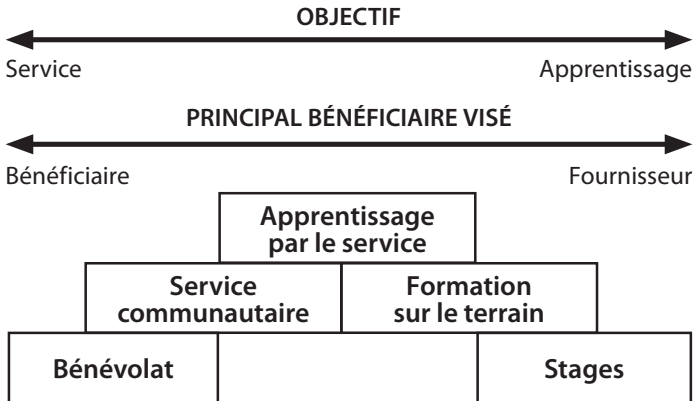 OBJECTIF
Service Apprentissage
PRINCIPAL BÉNÉFICIAIRE VISÉ
Bénéficiaire Fournisseur
Apprentissage
par le service
Service
communautaire
Formation
sur le terrain
Bénévolat
Stages